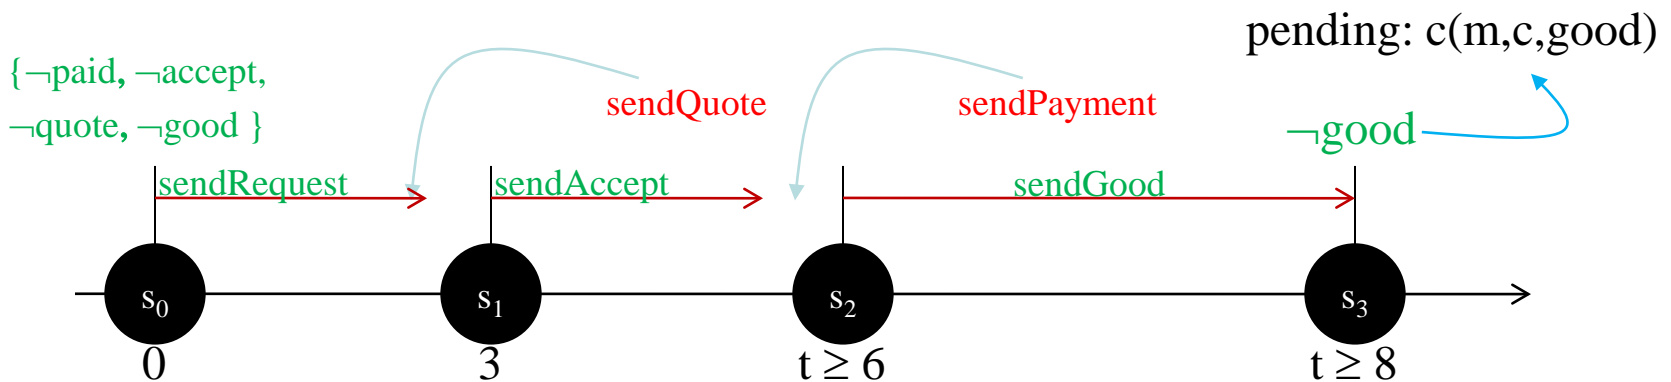 pending: c(m,c,good)
{¬paid, ¬accept,
¬quote, ¬good }
sendQuote
sendPayment
¬good
sendRequest
sendAccept
sendGood
s₀
s₁
s₂
s₃
0
3
t ≥ 6
t ≥ 8